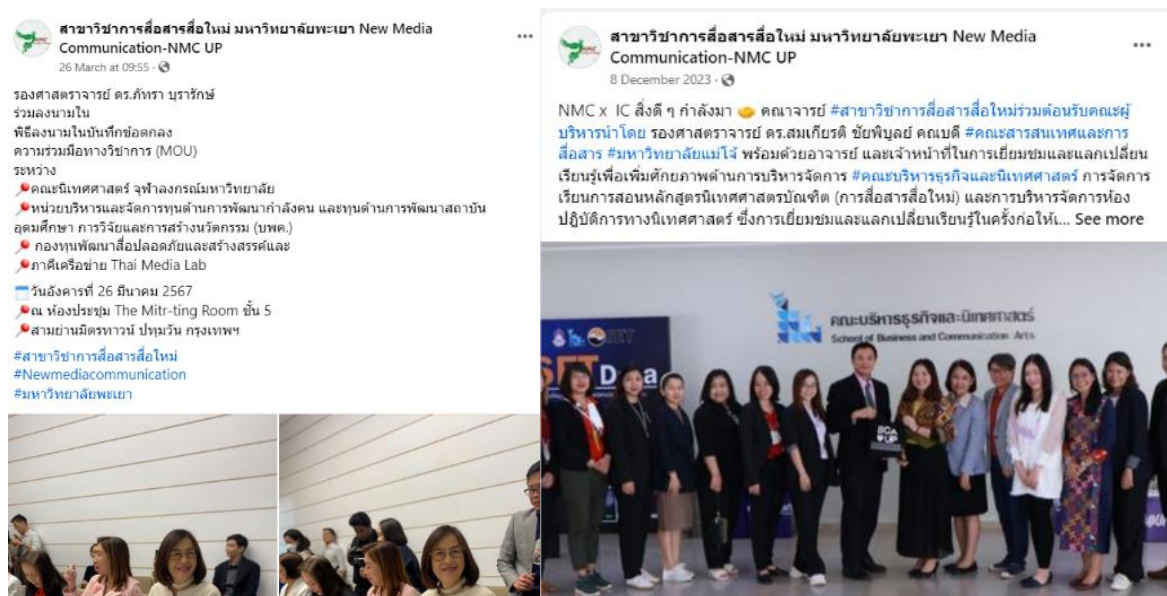 สาขาวิชาการสื่อสารสื่อใหม่ มหาวิทยาลัยพะเยา New Media
Communication-NMC UP
26 March at 09:55
รองศาสตราจารย์ ดร.ภัทรา บุรารักษ์
ร่วมลงนามใน
พิธีลงนามในบันทึกข้อตกลง
ความร่วมมือทางวิชาการ (MOU)
ระหว่าง
คณะนิเทศศาสตร์ จุฬาลงกรณ์มหาวิทยาลัย
หน่วยบริหารและจัดการทุนด้านการพัฒนากำลังคน และทุนด้านการพัฒนาสถาบัน
อุดมศึกษา การวิจัยและการสร้างนวัตกรรม (บพค.)
กองทุนพัฒนาสื่อปลอดภัยและสร้างสรรค์และ
ภาคีเครือข่าย Thai Media Lab
วันอังคารที่ 26 มีนาคม 2567
ณ ห้องประชุม The Mitr-ting Room ชั้น 5
สามย่านมิตรทาวน์ ปทุมวัน กรุงเทพฯ
#สาขาวิชาการสื่อสารสื่อใหม่
#Newmediacommunication
#มหาวิทยาลัยพะเยา
สาขาวิชาการสื่อสารสื่อใหม่ มหาวิทยาลัยพะเยา New Media
Communication-NMC UP
8 December 2023
NMC x IC สิ่งดี ๆ กำลังมา คณาจารย์ #สาขาวิชาการสื่อสารสื่อใหม่ร่วมต้อนรับคณะผู้
บริหารนำโดย รองศาสตราจารย์ ดร.สมเกียรติ ชัยพิบูลย์ คณบดี #คณะสารสนเทศและการ
สื่อสาร #มหาวิทยาลัยแม่โจ้ พร้อมด้วยอาจารย์ และเจ้าหน้าที่ในการเยี่ยมชมและแลกเปลี่ยน
เรียนรู้เพื่อเพิ่มศักยภาพด้านการบริหารจัดการ #คณะบริหารธุรกิจและนิเทศศาสตร์ การจัดการ
เรียนการสอนหลักสูตรนิเทศศาสตรบัณฑิต (การสื่อสารสื่อใหม่) และการบริหารจัดการห้อง
ปฏิบัติการทางนิเทศศาสตร์ ซึ่งการเยี่ยมชมและแลกเปลี่ยนเรียนรู้ในครั้งก่อให้เ... See more
คณะบริหารธุรกิจและนิเทศศาสตร์
School of Business and Communication Arts
SET